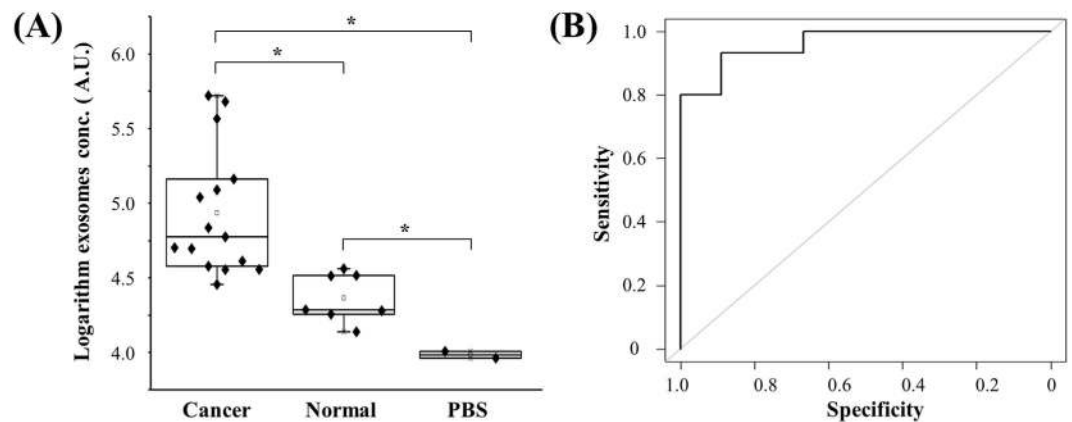 (A)
Logarithm exosomes conc. ( A.U.)
6.0
5.5
5.0
4.5
4.0
*
*
*
Cancer Normal PBS
(B)
Sensitivity
1.0
0.8
0.6
0.4
0.2
0
1.0 0.8 0.6 0.4 0.2 0
Specificity